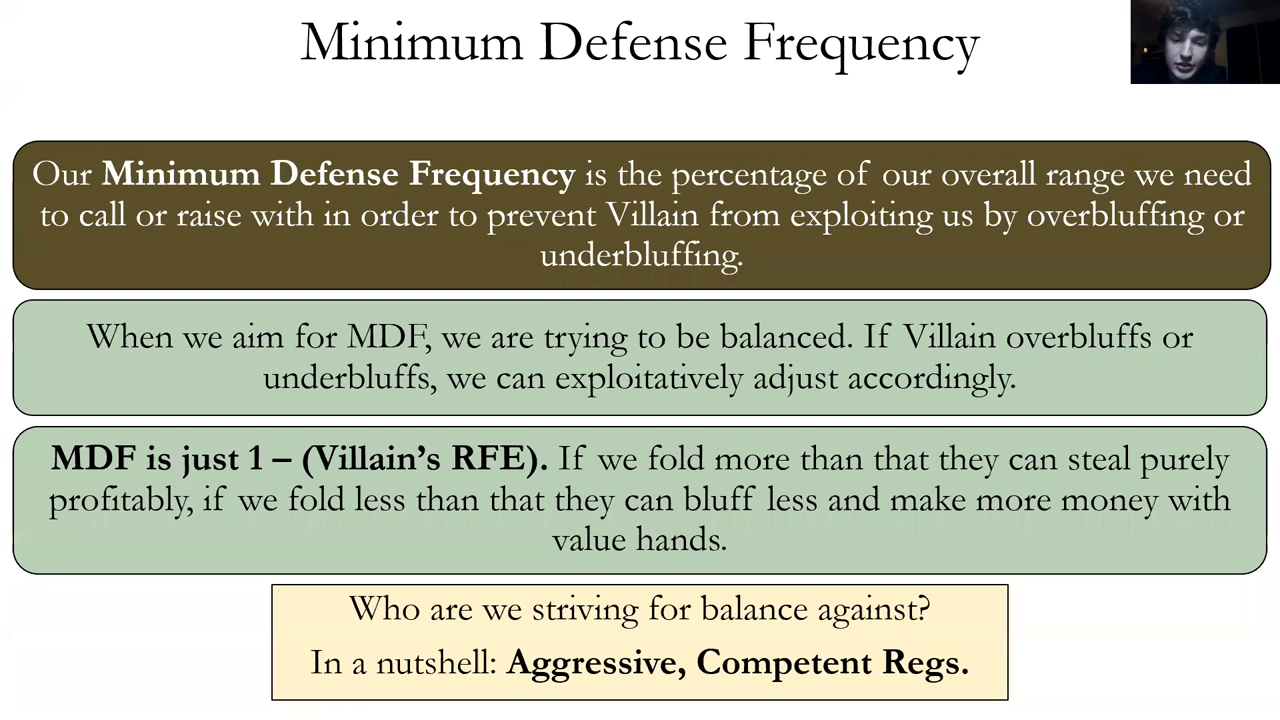 Minimum Defense Frequency
Our Minimum Defense Frequency is the percentage of our overall range we need
to call or raise with in order to prevent Villain from exploiting us by overbluffing or
underbluffing.
When we aim for MDF, we are trying to be balanced. If Villain overbluffs or
underbluffs, we can exploitatively adjust accordingly.
MDF is just 1 – (Villain’s RFE). If we fold more than that they can steal purely
profitably, if we fold less than that they can bluff less and make more money with
value hands.
Who are we striving for balance against?
In a nutshell: Aggressive, Competent Regs.